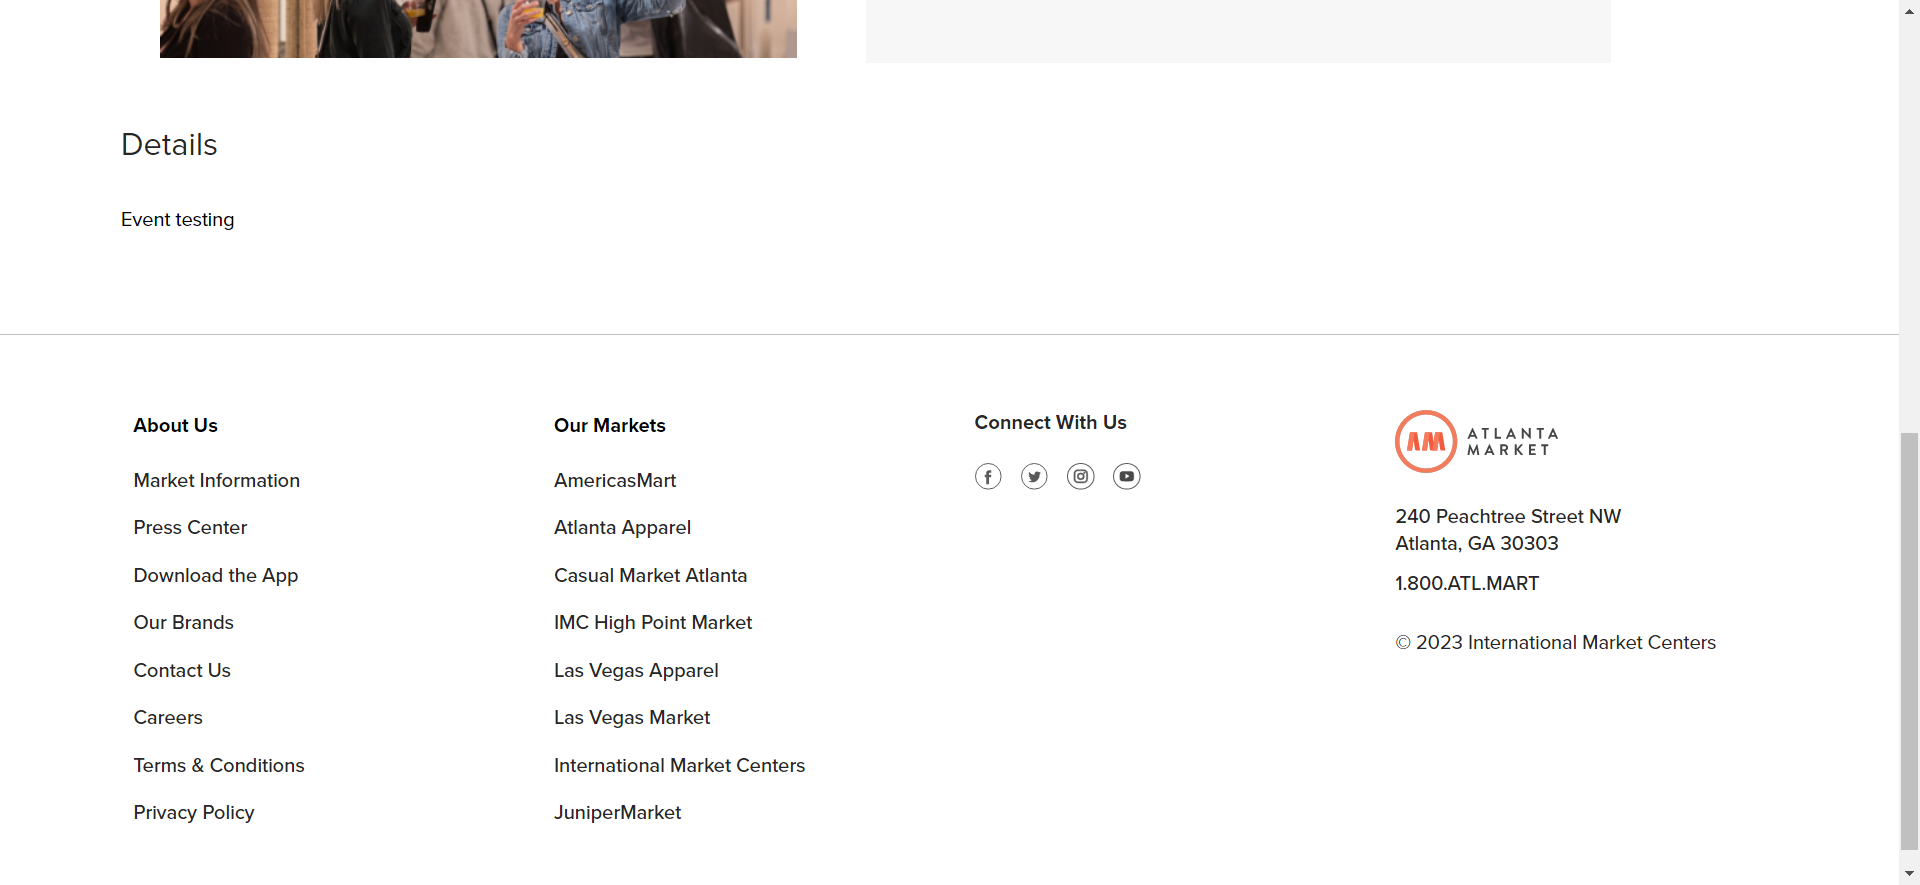 Details
Event testing
About Us
Market Information
Press Center
Download the App
Our Brands
Contact Us
Careers
Terms & Conditions
Privacy Policy
Our Markets
AmericasMart
Atlanta Apparel
Casual Market Atlanta
IMC High Point Market
Las Vegas Apparel
Las Vegas Market
International Market Centers
JuniperMarket
Connect With Us
AM
ATLANTA
MARKET
240 Peachtree Street NW
Atlanta, GA 30303
1.800.ATL.MART
© 2023 International Market Centers